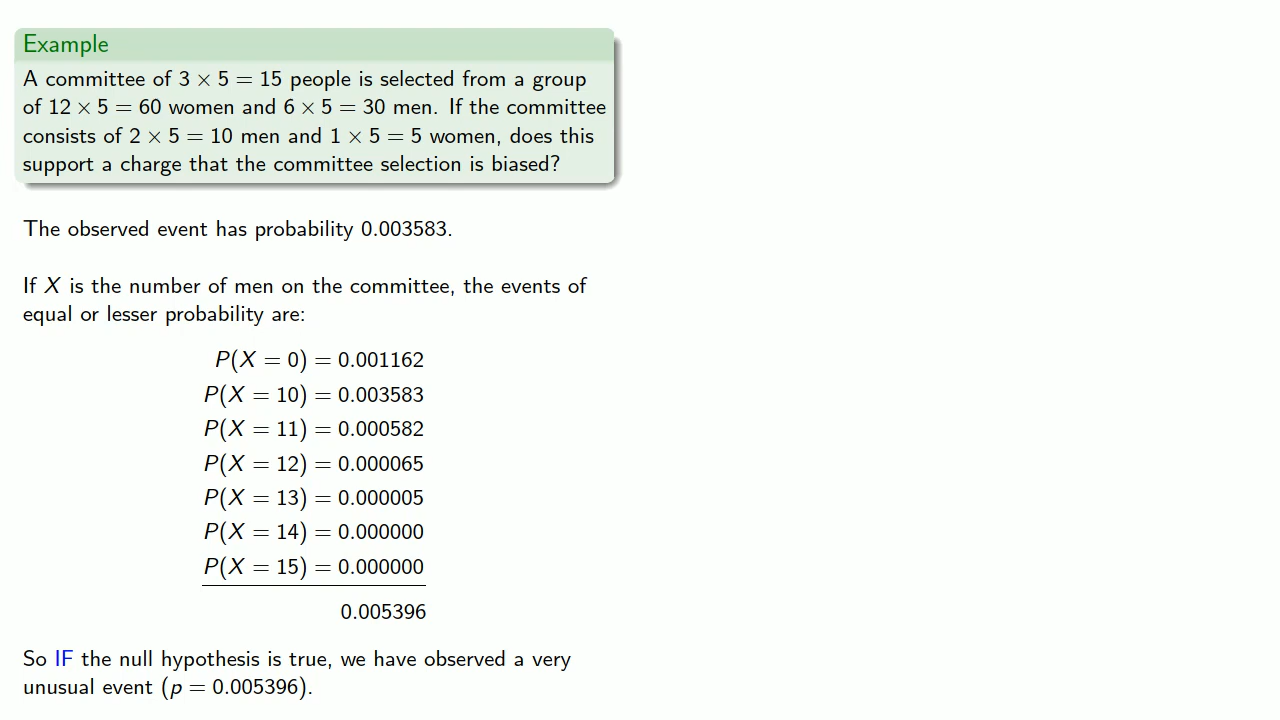 Example
A committee of 3 × 5 = 15 people is selected from a group
of 12 × 5 = 60 women and 6 × 5 = 30 men. If the committee
consists of 2 × 5 = 10 men and 1 × 5 = 5 women, does this
support a charge that the committee selection is biased?
The observed event has probability 0.003583.
If X is the number of men on the committee, the events of
equal or lesser probability are:
P(X = 0) = 0.001162
P(X = 10) = 0.003583
P(X = 11) = 0.000582
P(X = 12) = 0.000065
P(X = 13) = 0.000005
P(X = 14) = 0.000000
P(X = 15) = 0.000000
0.005396
So IF the null hypothesis is true, we have observed a very
unusual event (p = 0.005396).